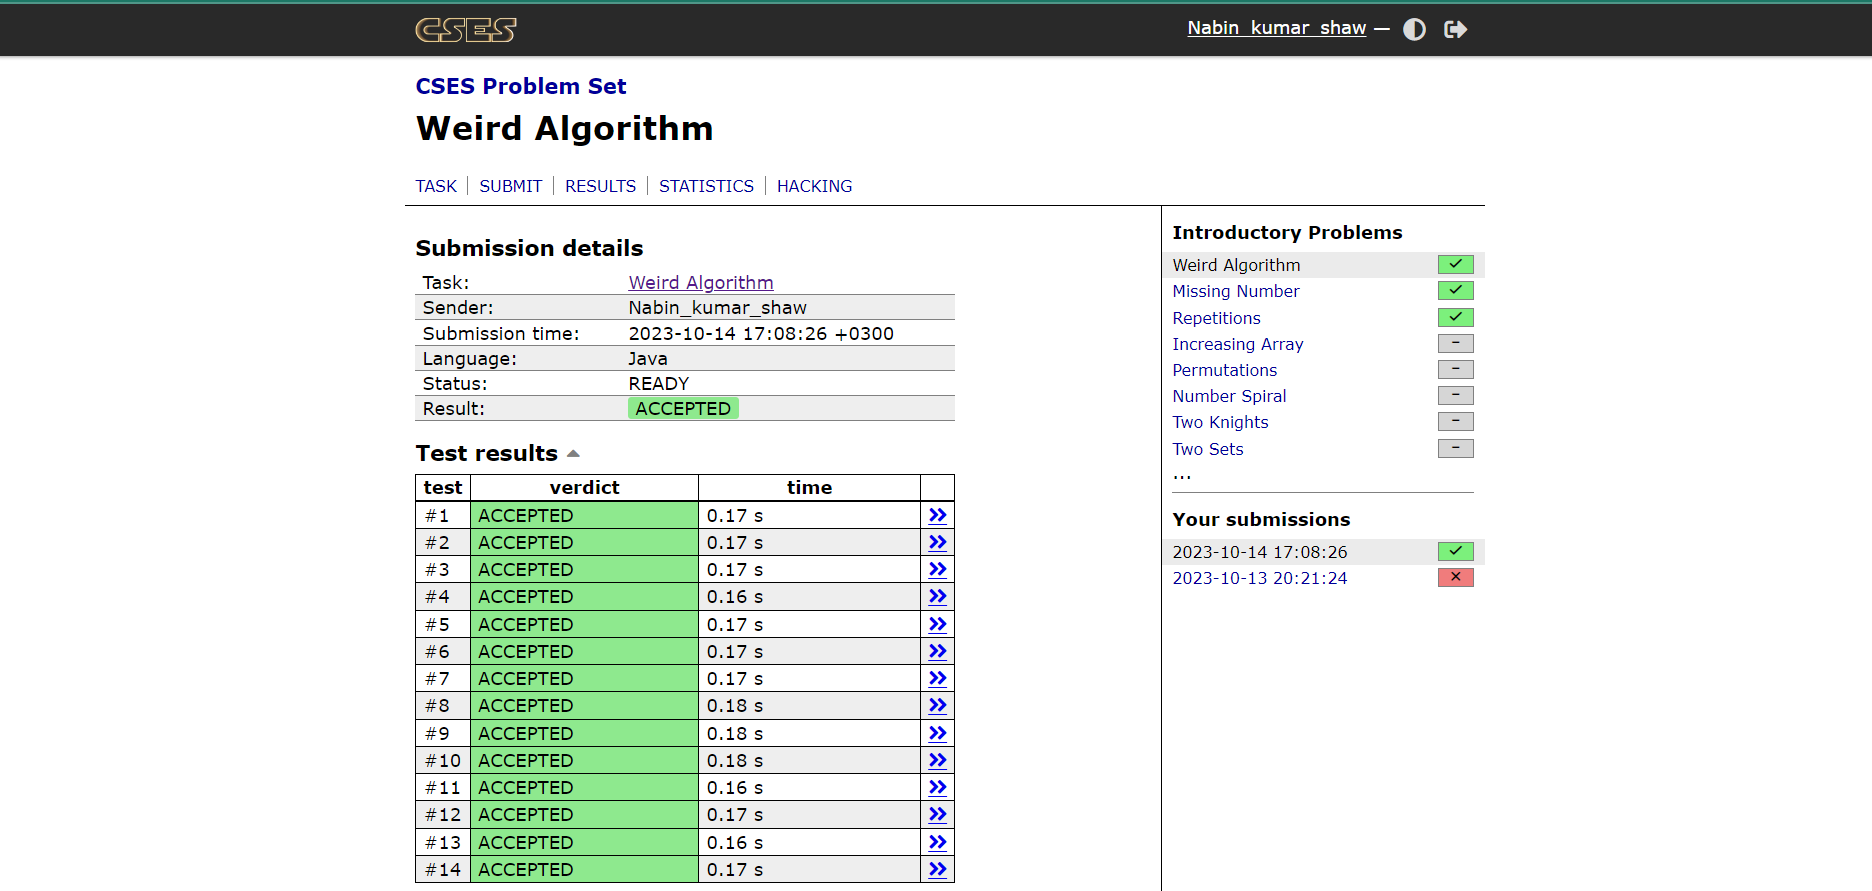 CSES
Nabin_kumar_shaw —
CSES Problem Set
Weird Algorithm
TASK | SUBMIT | RESULTS | STATISTICS | HACKING
Submission details
Task: Weird Algorithm
Sender: Nabin_kumar_shaw
Submission time: 2023-10-14 17:08:26 +0300
Language: Java
Status: READY
Result: ACCEPTED
Test results
test verdict time
#1 ACCEPTED 0.17 s »
#2 ACCEPTED 0.17 s »
#3 ACCEPTED 0.17 s »
#4 ACCEPTED 0.16 s »
#5 ACCEPTED 0.17 s »
#6 ACCEPTED 0.17 s »
#7 ACCEPTED 0.17 s »
#8 ACCEPTED 0.18 s »
#9 ACCEPTED 0.18 s »
#10 ACCEPTED 0.18 s »
#11 ACCEPTED 0.16 s »
#12 ACCEPTED 0.17 s »
#13 ACCEPTED 0.16 s »
#14 ACCEPTED 0.17 s »
Introductory Problems
Weird Algorithm ✓
Missing Number ✓
Repetitions ✓
Increasing Array –
Permutations –
Number Spiral –
Two Knights –
Two Sets –
...
Your submissions
2023-10-14 17:08:26 ✓
2023-10-13 20:21:24 ✕